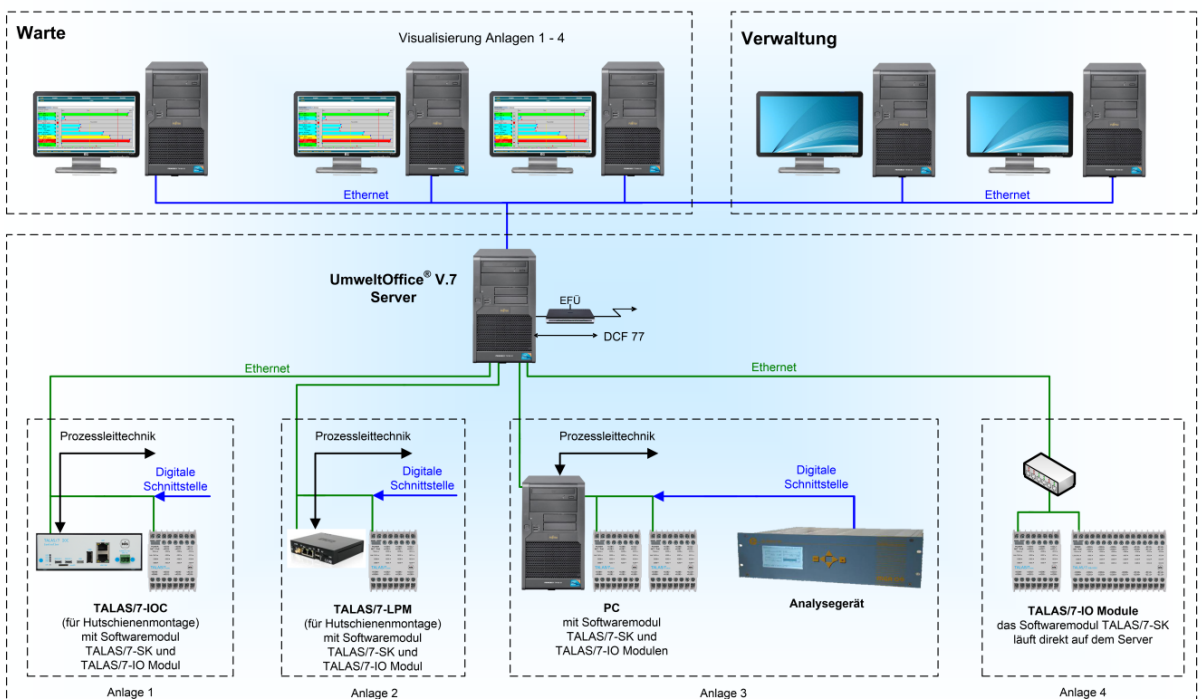 Warte
Visualisierung Anlagen 1 - 4
Verwaltung
Ethernet
Ethernet
UmweltOffice® V.7
Server
EFÜ
DCF 77
Ethernet
Ethernet
Prozessleittechnik
Digitale
Schnittstelle
TALAS/7-IOC
(für Hutschienenmontage)
mit Softwaremodul
TALAS/7-SK und
TALAS/7-IO Modul
Anlage 1
Prozessleittechnik
Digitale
Schnittstelle
TALAS/7-LPM
(für Hutschienenmontage)
mit Softwaremodul
TALAS/7-SK und
TALAS/7-IO Modul
Anlage 2
Prozessleittechnik
Digitale
Schnittstelle
PC
mit Softwaremodul
TALAS/7-SK und
TALAS/7-IO Modulen
Analysegerät
Anlage 3
TALAS/7-IO Module
das Softwaremodul TALAS/7-SK
läuft direkt auf dem Server
Anlage 4